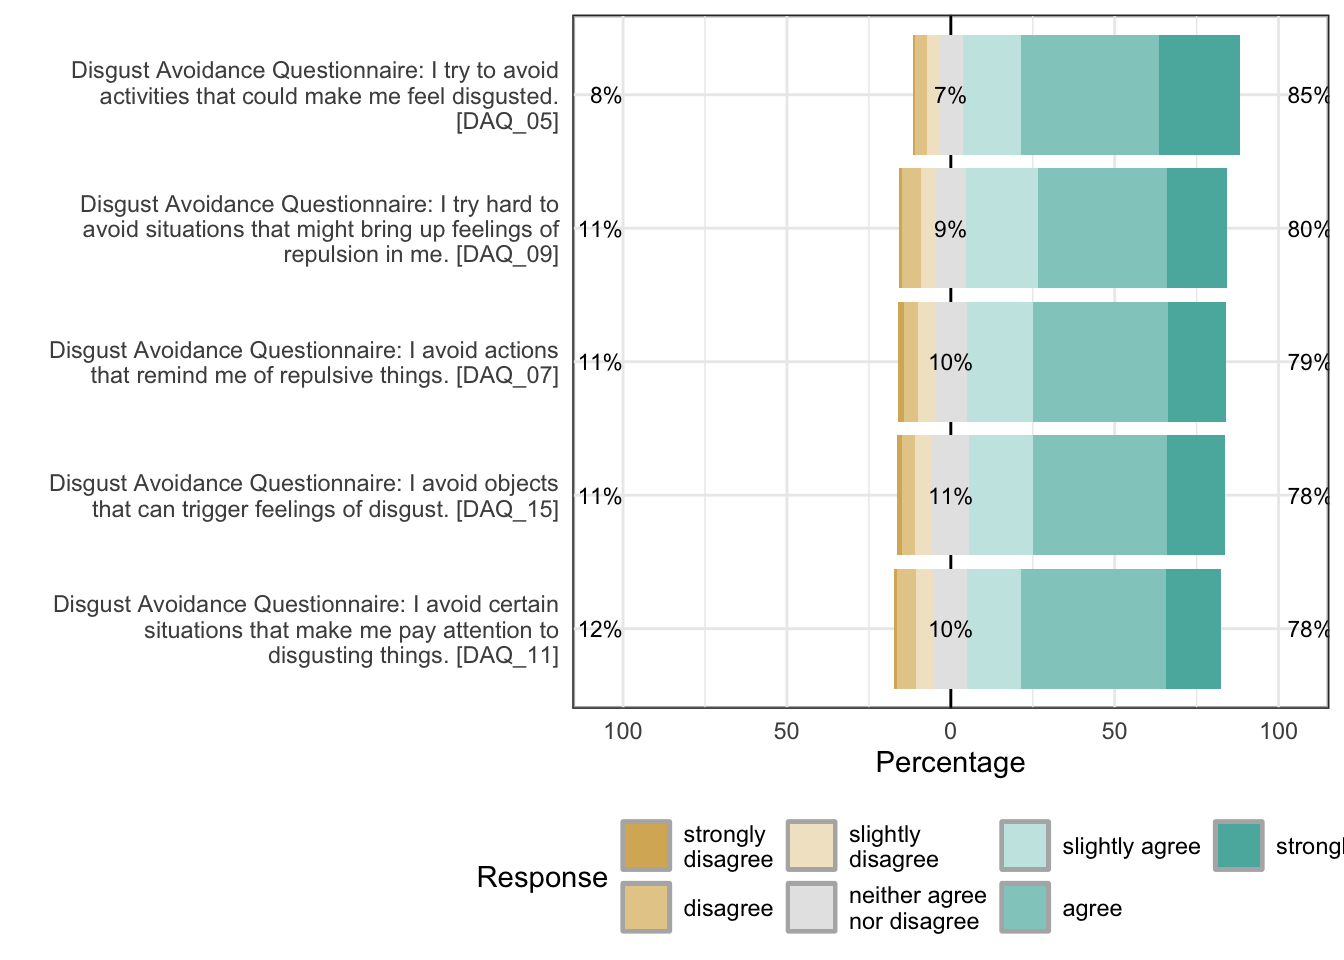 Disgust Avoidance Questionnaire: I try to avoid
activities that could make me feel disgusted.
[DAQ_05]
8%
7%
85%
Disgust Avoidance Questionnaire: I try hard to
avoid situations that might bring up feelings of
repulsion in me. [DAQ_09]
11%
9%
80%
Disgust Avoidance Questionnaire: I avoid actions
that remind me of repulsive things. [DAQ_07]
11%
10%
79%
Disgust Avoidance Questionnaire: I avoid objects
that can trigger feelings of disgust. [DAQ_15]
11%
11%
78%
Disgust Avoidance Questionnaire: I avoid certain
situations that make me pay attention to
disgusting things. [DAQ_11]
12%
10%
78%
100 50 0 50 100
Percentage
Response
strongly
disagree
disagree
slightly
disagree
neither agree
nor disagree
slightly agree
agree